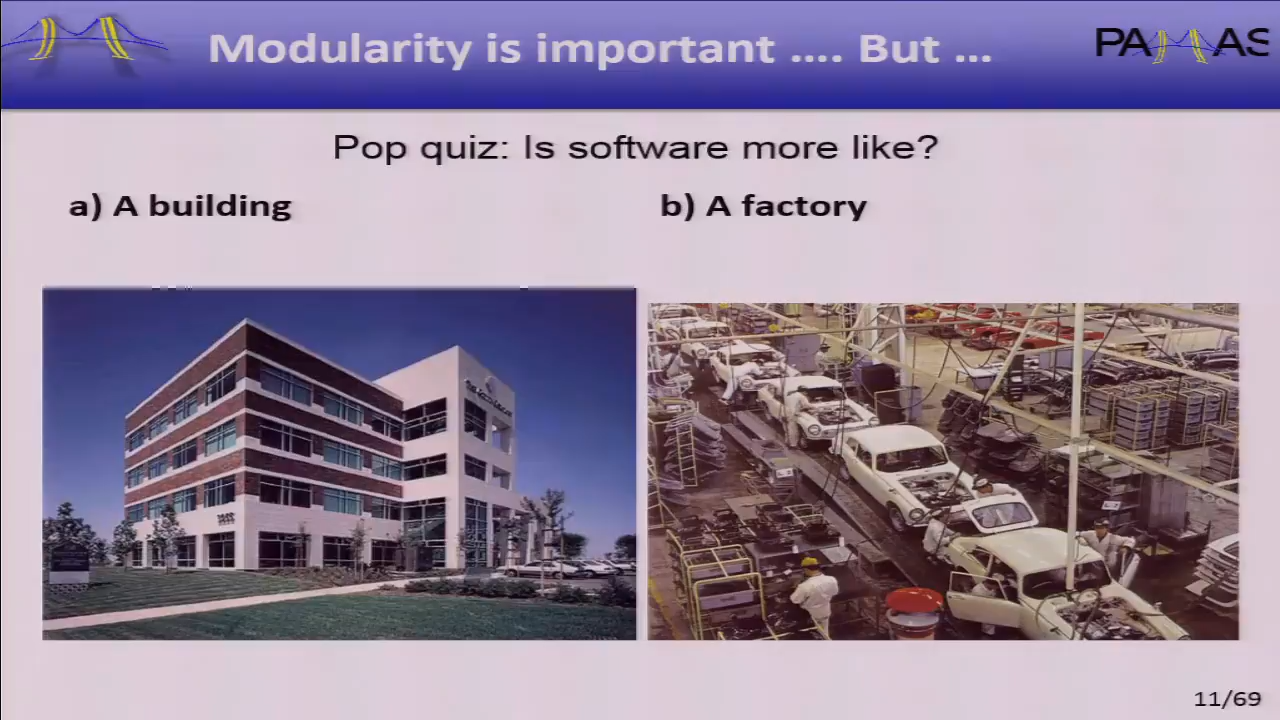 Modularity is important .... But ...
PAMAS
Pop quiz: Is software more like?
a) A building
b) A factory
11/69